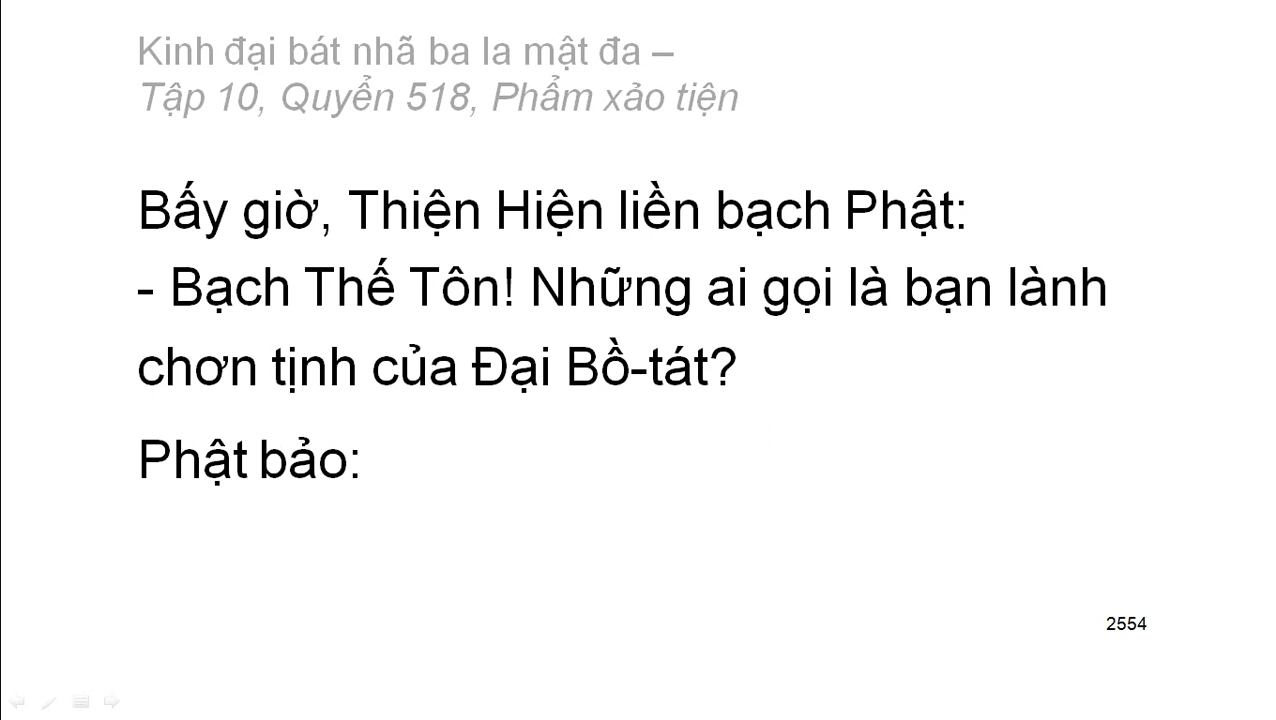 Kinh đại bát nhã ba la mật đa –
Tập 10, Quyển 518, Phẩm xảo tiện
Bấy giờ, Thiện Hiện liền bạch Phật:
- Bạch Thế Tôn! Những ai gọi là bạn lành
chơn tịnh của Đại Bồ-tát?
Phật bảo:
2554